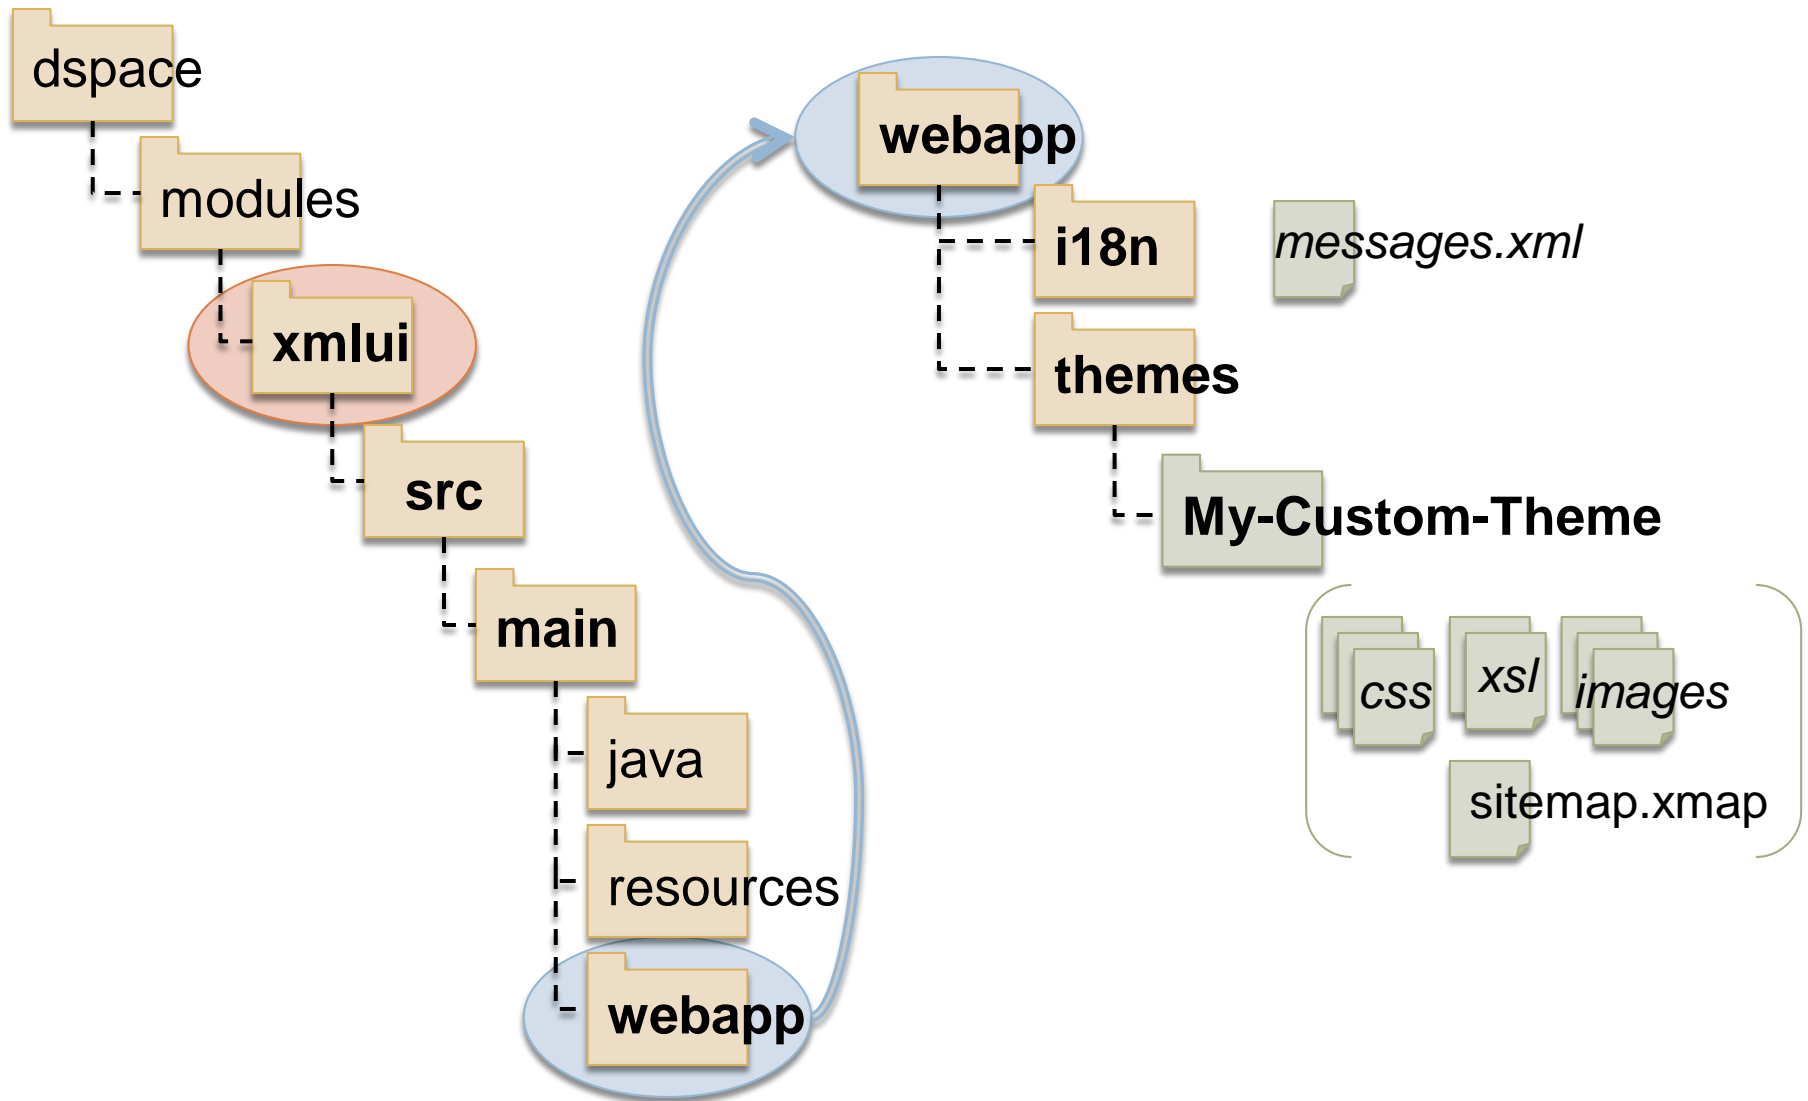 dspace
modules
xmlui
src
main
java
resources
webapp
webapp
i18n
messages.xml
themes
My-Custom-Theme
css
xsl
images
sitemap.xmap